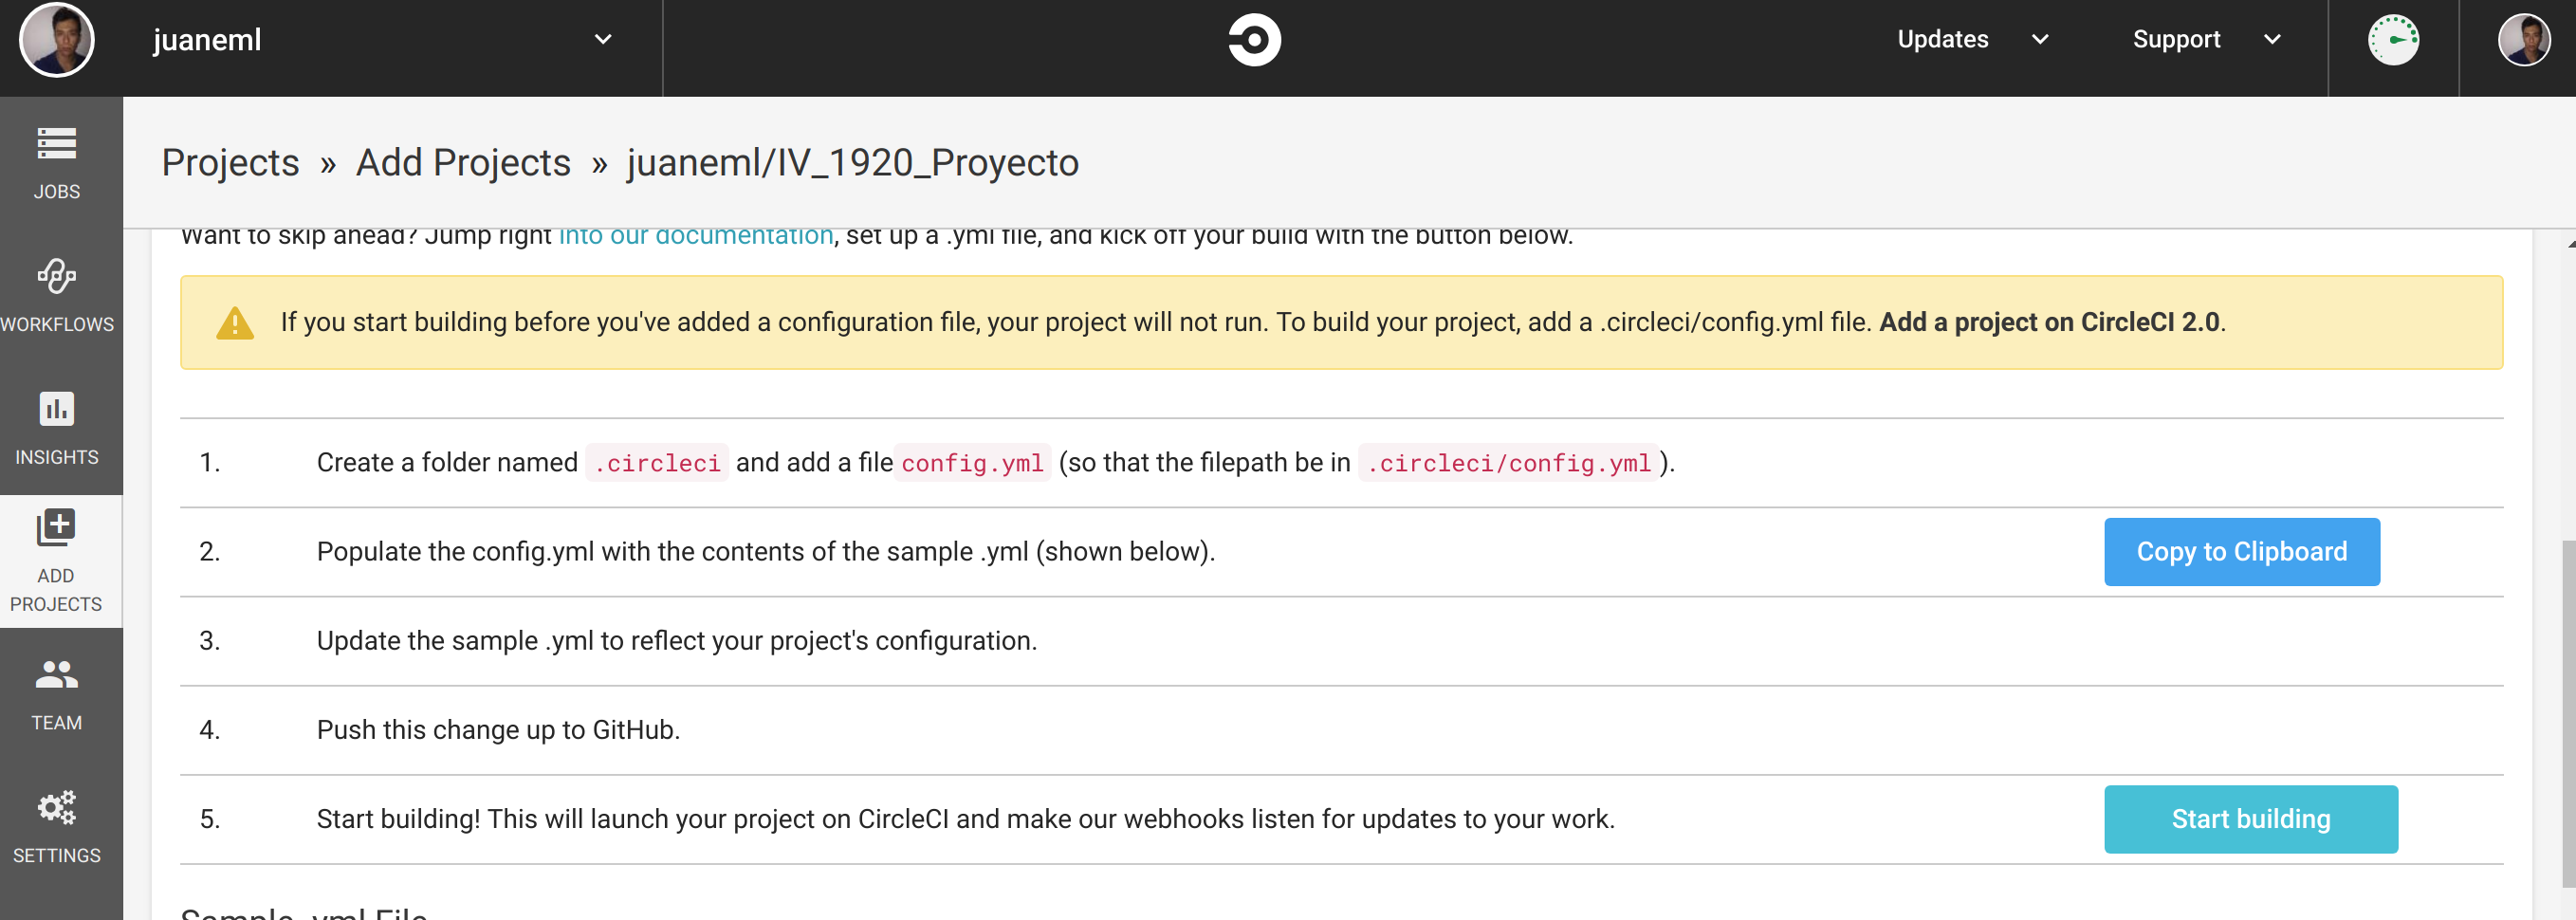 juaneml
Updates
Support
JOBS
WORKFLOWS
INSIGHTS
ADD
PROJECTS
TEAM
SETTINGS
Projects » Add Projects » juaneml/IV_1920_Proyecto
Want to skip ahead? Jump right into our documentation, set up a .yml file, and kick off your build with the button below.
If you start building before you've added a configuration file, your project will not run. To build your project, add a .circleci/config.yml file. Add a project on CircleCI 2.0.
1. Create a folder named .circleci and add a file config.yml (so that the filepath be in .circleci/config.yml ).
2. Populate the config.yml with the contents of the sample .yml (shown below). Copy to Clipboard
3. Update the sample .yml to reflect your project's configuration.
4. Push this change up to GitHub.
5. Start building! This will launch your project on CircleCI and make our webhooks listen for updates to your work. Start building
Sample .yml File